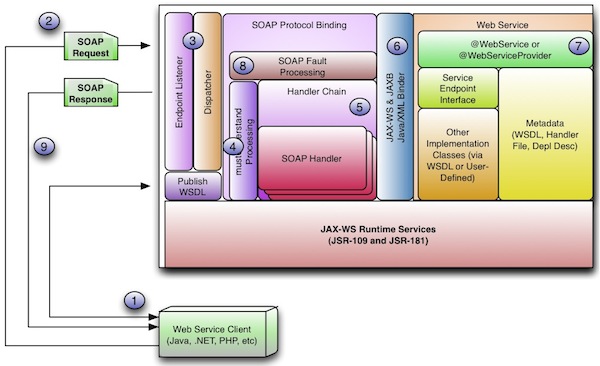 2
SOAP
Request
SOAP
Response
9
1
Web Service Client
(Java, .NET, PHP, etc)
Endpoint Listener
3
Dispatcher
Publish
WSDL
SOAP Protocol Binding
8
SOAP Fault
Processing
4
mustUnderstand
Processing
Handler Chain
5
SOAP Handler
6
JAX-WS & JAXB
Java/XML Binder
Web Service
@WebService or
@WebServiceProvider
7
Service
Endpoint
Interface
Other
Implementation
Classes (via
WSDL or User-
Defined)
Metadata
(WSDL, Handler
File, Depl Desc)
JAX-WS Runtime Services
(JSR-109 and JSR-181)